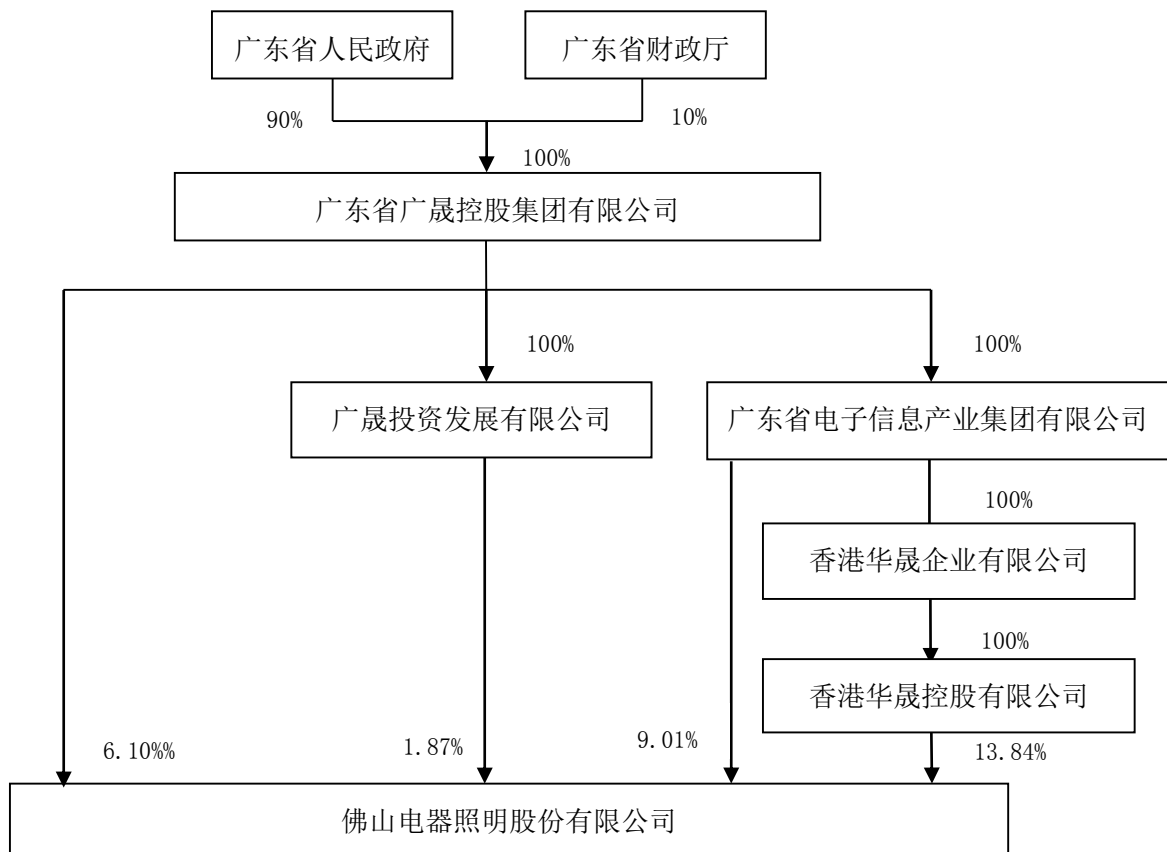 广东省人民政府
广东省财政厅
90%
10%
100%
广东省广晟控股集团有限公司
100%
100%
广晟投资发展有限公司
广东省电子信息产业集团有限公司
100%
香港华晟企业有限公司
100%
香港华晟控股有限公司
6.10%%
1.87%
9.01%
13.84%
佛山电器照明股份有限公司